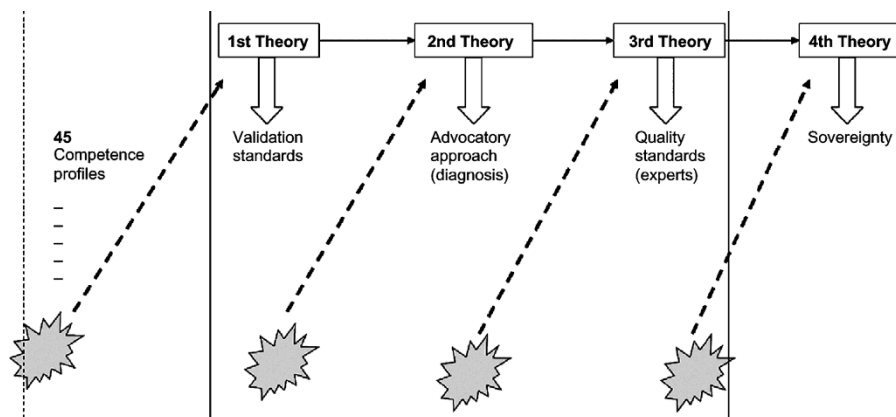 1st Theory
2nd Theory
3rd Theory
4th Theory
45
Competence
profiles
Validation
standards
Advocatory
approach
(diagnosis)
Quality
standards
(experts)
Sovereignty